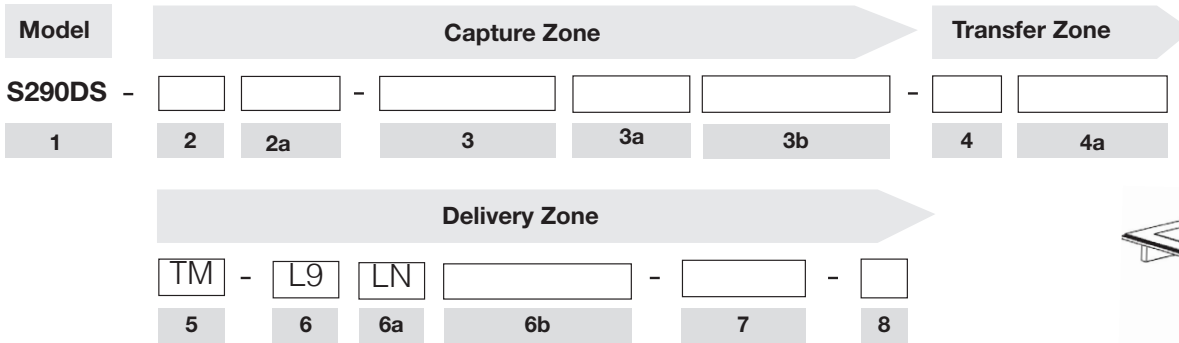 Model Capture Zone Transfer Zone
S290DS - - -
1 2 2a 3 3a 3b 4 4a
Delivery Zone
TM - L9 LN - -
5 6 6a 6b 7 8